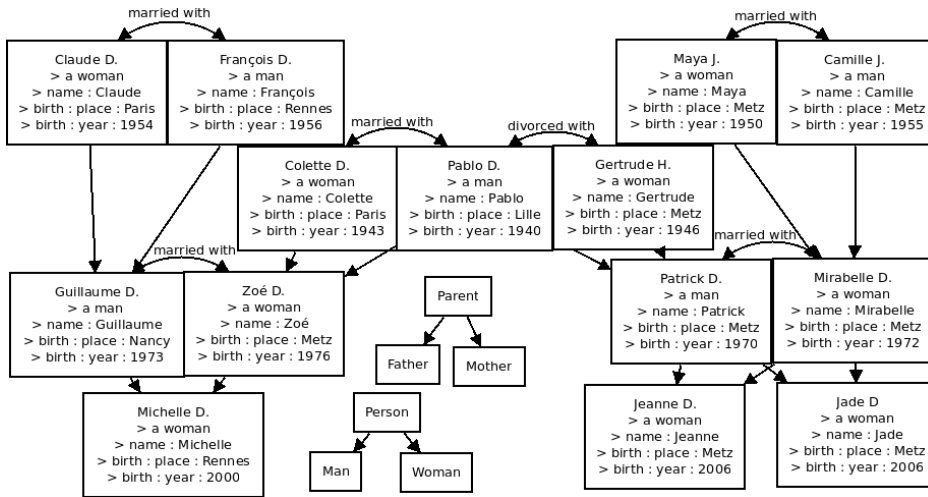 married with
married with
Claude D.
> a woman
> name : Claude
> birth : place : Paris
> birth : year : 1954
François D.
> a man
> name : François
> birth : place : Rennes
> birth : year : 1956
Maya J.
> a woman
> name : Maya
> birth : place : Metz
> birth : year : 1950
Camille J.
> a man
> name : Camille
> birth : place : Metz
> birth : year : 1955
married with
divorced with
Colette D.
> a woman
> name : Colette
> birth : place : Paris
> birth : year : 1943
Pablo D.
> a man
> name : Pablo
> birth : place : Lille
> birth : year : 1940
Gertrude H.
> a woman
> name : Gertrude
> birth : place : Metz
> birth : year : 1946
married with
married with
Guillaume D.
> a man
> name : Guillaume
> birth : place : Nancy
> birth : year : 1973
Zoé D.
> a woman
> name : Zoé
> birth : place : Metz
> birth : year : 1976
Parent
Father
Mother
Patrick D.
> a man
> name : Patrick
> birth : place : Metz
> birth : year : 1970
Mirabelle D.
> a woman
> name : Mirabelle
> birth : place : Metz
> birth : year : 1972
Michelle D.
> a woman
> name : Michelle
> birth : place : Rennes
> birth : year : 2000
Person
Man
Woman
Jeanne D.
> a woman
> name : Jeanne
> birth : place : Metz
> birth : year : 2006
Jade D
> a woman
> name : Jade
> birth : place : Metz
> birth : year : 2006